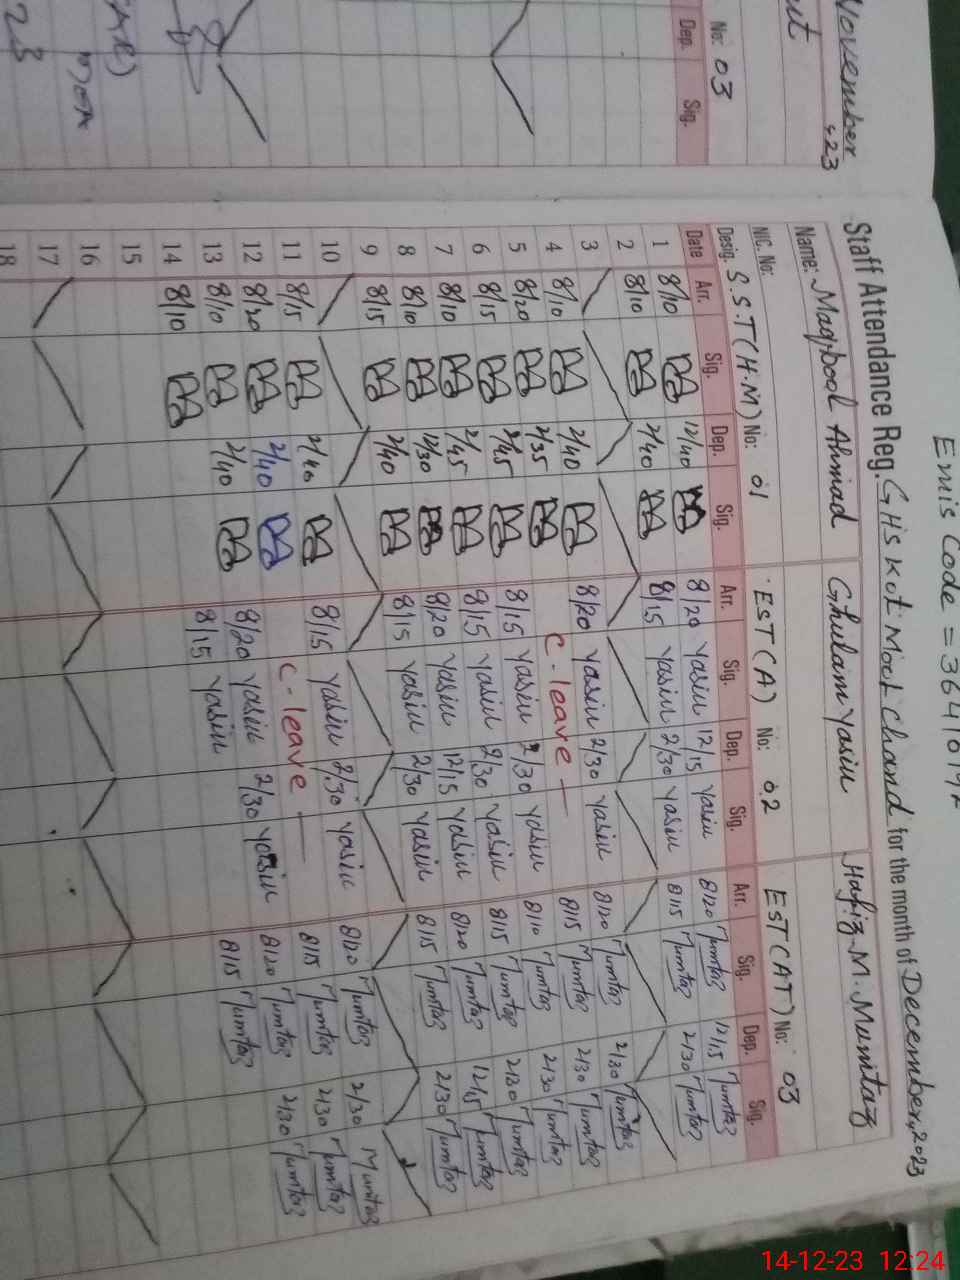 November, 23
No: 03
Dep. Sig.
Emis Code =
Staff Attendance Reg. GHS Kot Moot Chand for the month of December, 2023
Name: Maqbool Ahmad Ghulam Yasin Hafiz M. Mumtaz
NIC. No:
Desig. S.S.T (H.M) No: 01 EST (A) No: 02 EST (AT) No: 03
Date Arr. Sig. Dep. Sig. Arr. Sig. Dep. Sig. Arr. Sig. Dep. Sig.
1 8/10 12/40 8/20 Yasin 12/15 Yasin 8/20 Mumtaz 12/15 Mumtaz
2 8/10 2/40 8/15 Yasin 2/30 Yasin 8/15 Mumtaz 2/30 Mumtaz
3
4 8/10 2/40 8/20 Yasin 2/30 Yasin 8/20 Mumtaz 2/30 Mumtaz
5 8/20 2/35 C-leave 8/15 Mumtaz 2/30 Mumtaz
6 8/15 2/45 8/15 Yasin 2/30 Yasin 8/10 Mumtaz 2/30 Mumtaz
7 8/10 2/45 8/15 Yasin 2/30 Yasin 8/15 Mumtaz 2/30 Mumtaz
8 8/10 12/30 8/20 Yasin 12/15 Yasin 8/20 Mumtaz 12/15 Mumtaz
9 8/15 2/40 8/15 Yasin 2/30 Yasin 8/15 Mumtaz 2/30 Mumtaz
10
11 8/15 2/40 8/15 Yasin 2/30 Yasin 8/20 Mumtaz 2/30 Mumtaz
12 8/20 2/40 C-leave 8/15 Mumtaz 2/30 Mumtaz
13 8/10 2/40 8/20 Yasin 2/30 Yasin 8/20 Mumtaz 2/30 Mumtaz
14 8/10 8/15 Yasin 8/15 Mumtaz
15
16
17
18
14-12-23 12:24